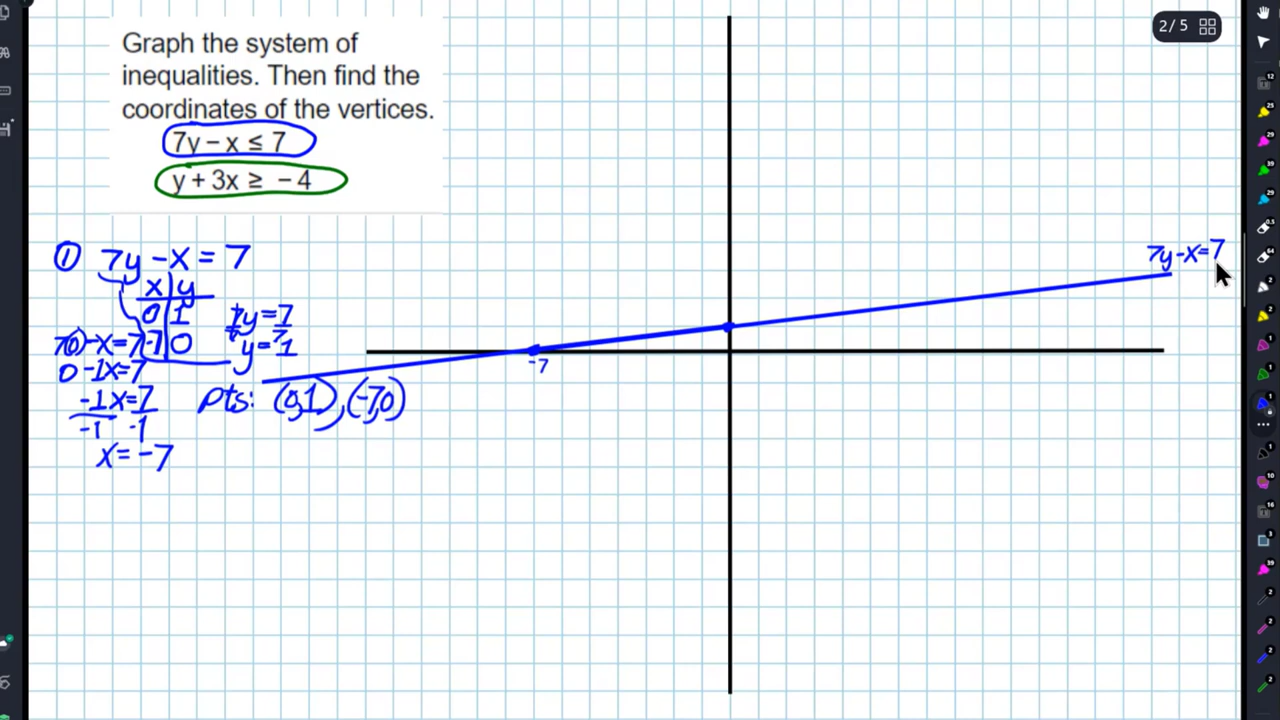 2 / 5
Graph the system of
inequalities. Then find the
coordinates of the vertices.
7y – x ≤ 7
y + 3x ≥ – 4
① 7y - x = 7
x | y
0 | 1
-7 | 0
7y = 7
7 7
y = 1
7(0) - x = 7
0 - 1x = 7
-1x = 7
-1 -1
x = -7
pts: (0,1), (-7,0)
7y-x=7
-7